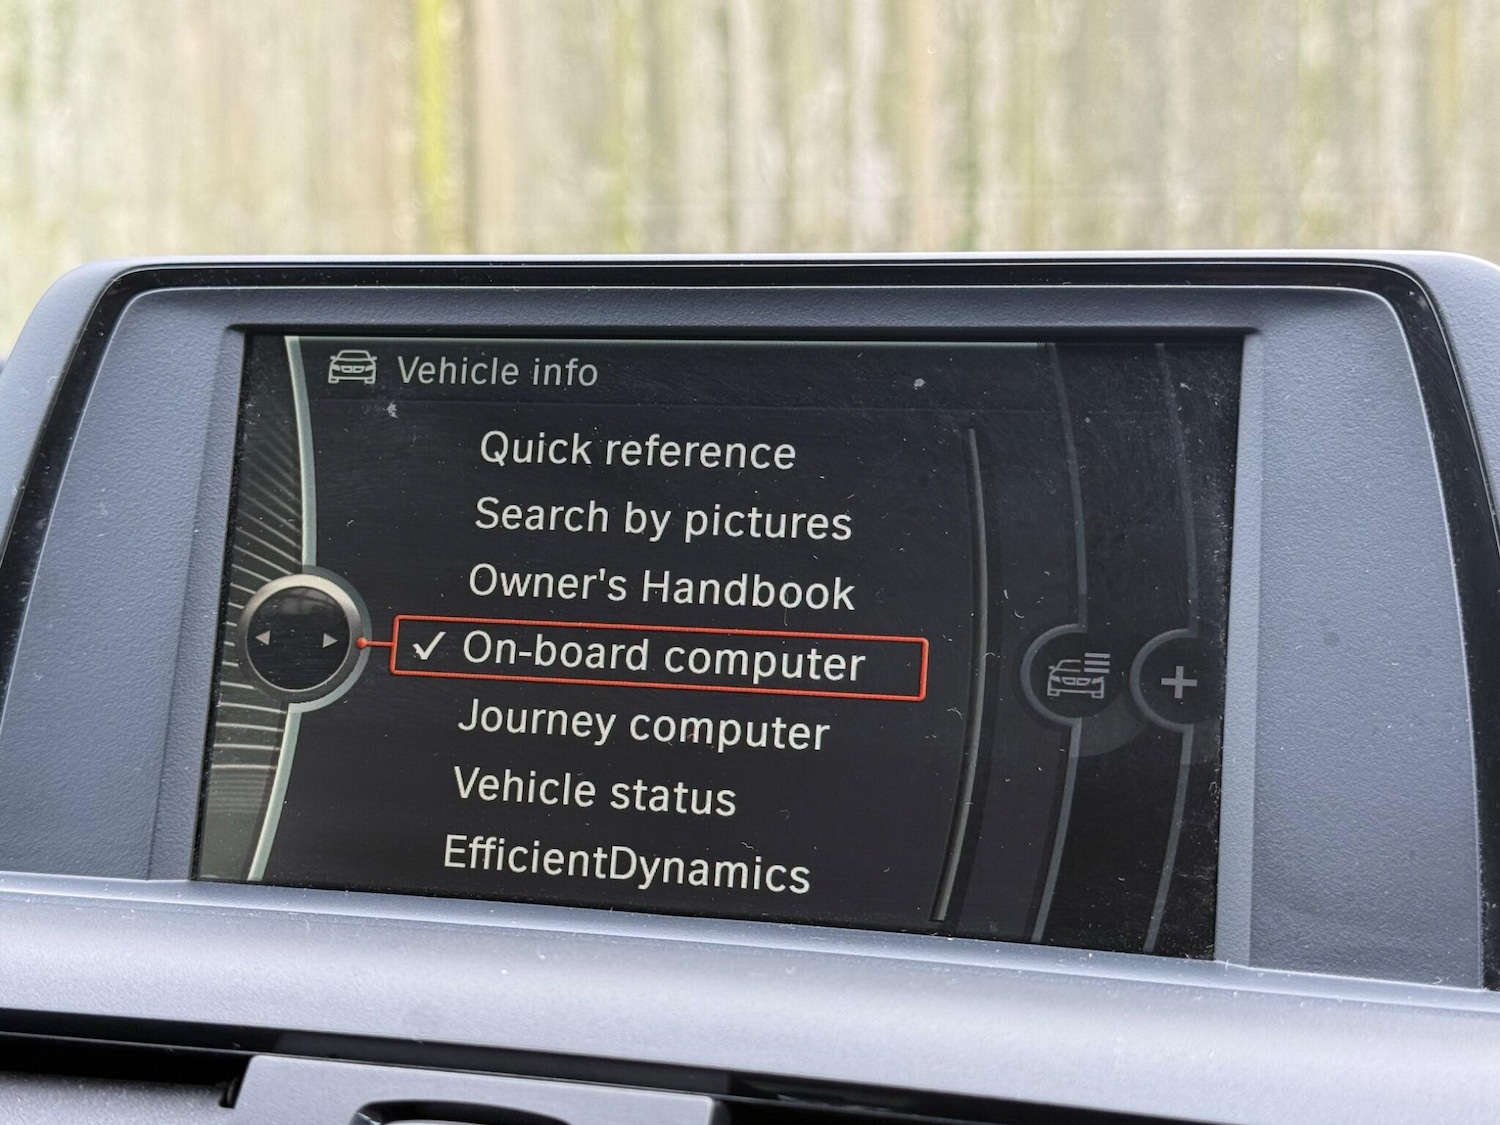 Vehicle info
Quick reference
Search by pictures
Owner's Handbook
On-board computer
Journey computer
Vehicle status
EfficientDynamics